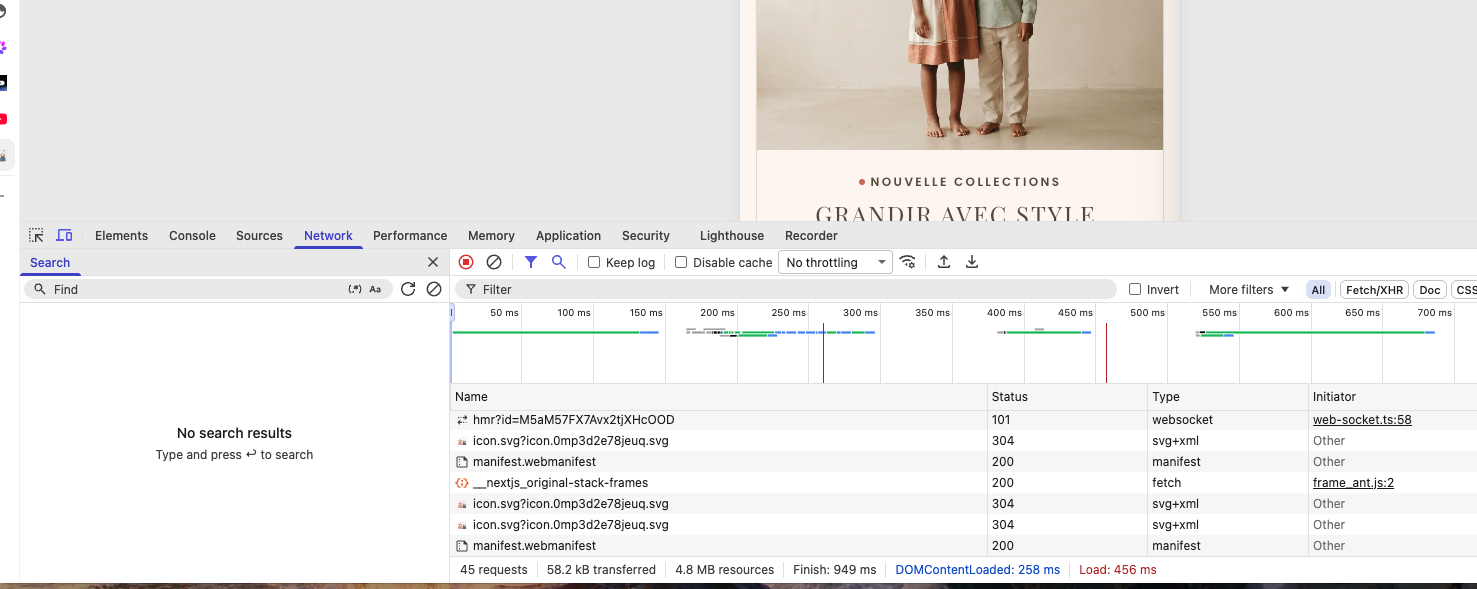 NOUVELLE COLLECTIONS
GRANDIR AVEC STYLE
Elements Console Sources Network Performance Memory Application Security Lighthouse Recorder
Search
Keep log Disable cache No throttling
Find (.*) Aa
Filter Invert More filters All Fetch/XHR Doc CSS
50 ms 100 ms 150 ms 200 ms 250 ms 300 ms 350 ms 400 ms 450 ms 500 ms 550 ms 600 ms 650 ms 700 ms
Name Status Type Initiator
hmr?id=M5aM57FX7Avx2tjXHcOOD 101 websocket web-socket.ts:58
icon.svg?icon.0mp3d2e78jeuq.svg 304 svg+xml Other
manifest.webmanifest 200 manifest Other
__nextjs_original-stack-frames 200 fetch frame_ant.js:2
icon.svg?icon.0mp3d2e78jeuq.svg 304 svg+xml Other
icon.svg?icon.0mp3d2e78jeuq.svg 304 svg+xml Other
manifest.webmanifest 200 manifest Other
No search results
Type and press ↩ to search
45 requests 58.2 kB transferred 4.8 MB resources Finish: 949 ms DOMContentLoaded: 258 ms Load: 456 ms